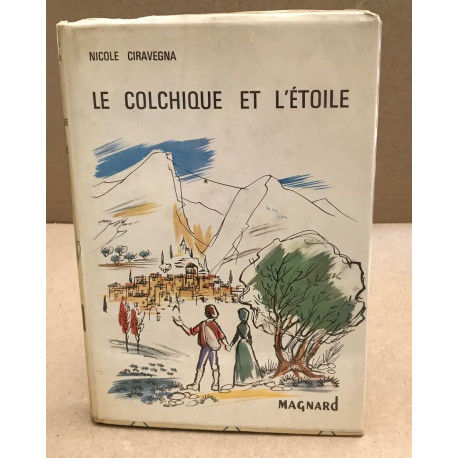 NICOLE CIRAVEGNA
LE COLCHIQUE ET L'ÉTOILE
MAGNARD